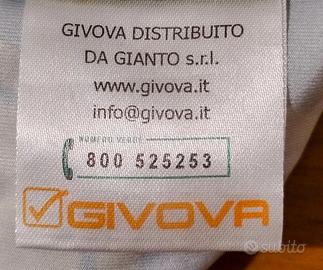 GIVOVA DISTRIBUITO
DA GIANTO s.r.l.
www.givova.it
info@givova.it
NUMERO VERDE
800 525253
GIVOVA
subito